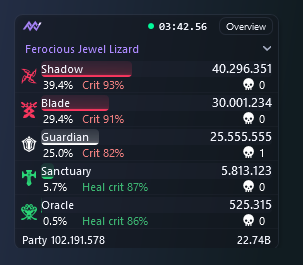 03:42.56 Overview
Ferocious Jewel Lizard
Shadow 40.296.351
39.4% Crit 93% 0
Blade 30.001.234
29.4% Crit 91% 0
Guardian 25.555.555
25.0% Crit 82% 1
Sanctuary 5.813.123
5.7% Heal crit 87% 0
Oracle 525.315
0.5% Heal crit 86% 0
Party 102.191.578 22.74B